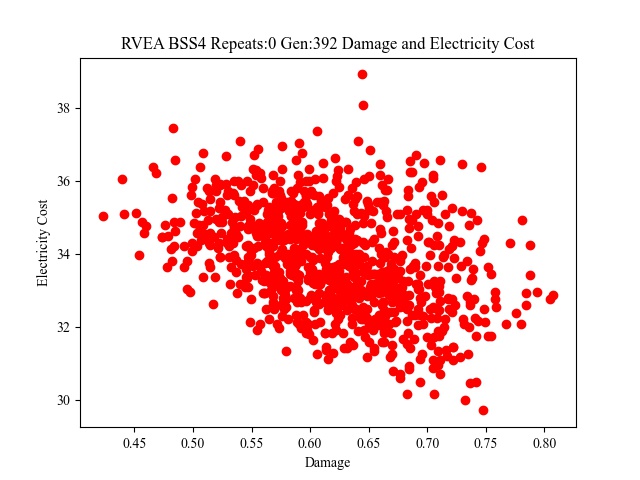 RVEA BSS4 Repeats:0 Gen:392 Damage and Electricity Cost
38
36
34
32
30
Electricity Cost
0.45 0.50 0.55 0.60 0.65 0.70 0.75 0.80
Damage